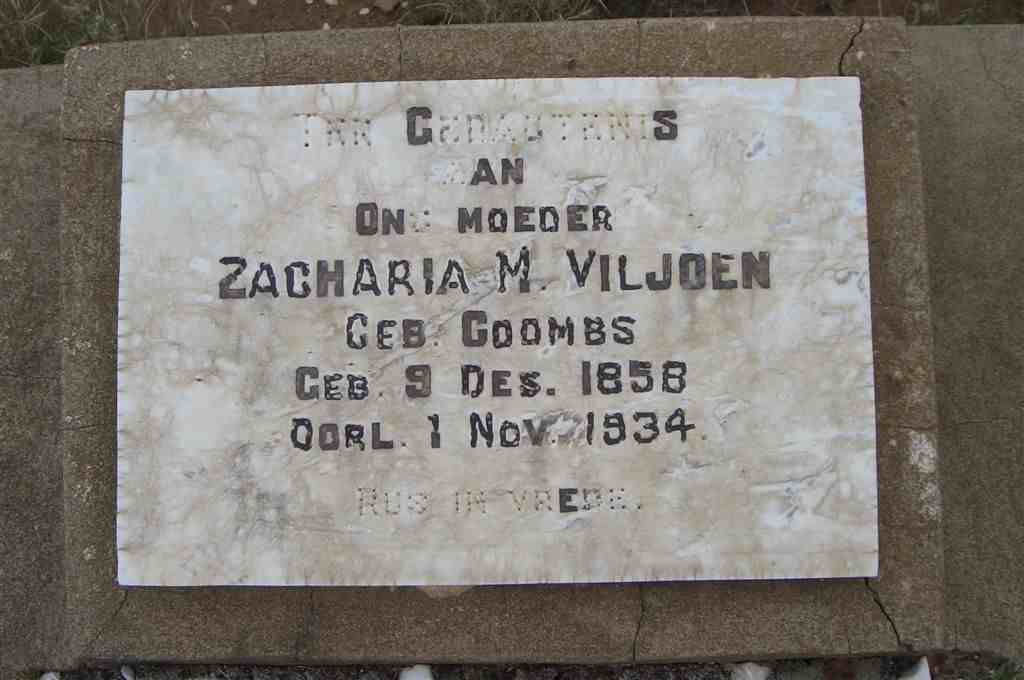 TER GEDAGTENIS
AAN
ONS MOEDER
ZACHARIA M. VILJOEN
GEB. COOMBS
GEB. 9 DES. 1858
OORL. 1 NOV. 1934.
RUS IN VREDE.